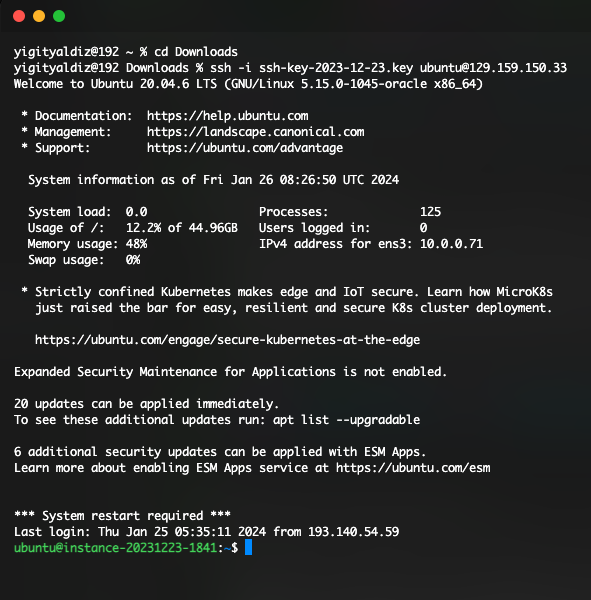 yigityaldiz@192 ~ % cd Downloads
yigityaldiz@192 Downloads % ssh -i ssh-key-2023-12-23.key ubuntu@129.159.150.33
Welcome to Ubuntu 20.04.6 LTS (GNU/Linux 5.15.0-1045-oracle x86_64)

 * Documentation:  https://help.ubuntu.com
 * Management:     https://landscape.canonical.com
 * Support:        https://ubuntu.com/advantage

  System information as of Fri Jan 26 08:26:50 UTC 2024

  System load:  0.0                Processes:             125
  Usage of /:   12.2% of 44.96GB   Users logged in:       0
  Memory usage: 48%                IPv4 address for ens3: 10.0.0.71
  Swap usage:   0%

 * Strictly confined Kubernetes makes edge and IoT secure. Learn how MicroK8s
   just raised the bar for easy, resilient and secure K8s cluster deployment.

   https://ubuntu.com/engage/secure-kubernetes-at-the-edge

Expanded Security Maintenance for Applications is not enabled.

20 updates can be applied immediately.
To see these additional updates run: apt list --upgradable

6 additional security updates can be applied with ESM Apps.
Learn more about enabling ESM Apps service at https://ubuntu.com/esm


*** System restart required ***
Last login: Thu Jan 25 05:35:11 2024 from 193.140.54.59
ubuntu@instance-20231223-1841:~$